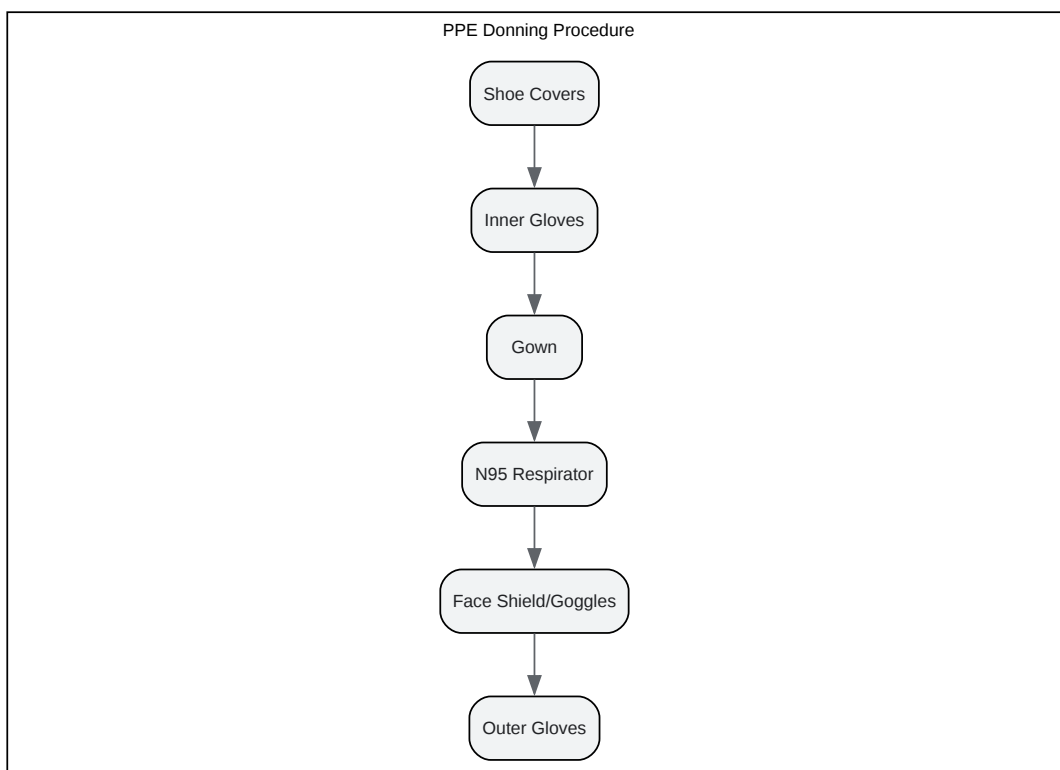 PPE Donning Procedure
Shoe Covers
Inner Gloves
Gown
N95 Respirator
Face Shield/Goggles
Outer Gloves